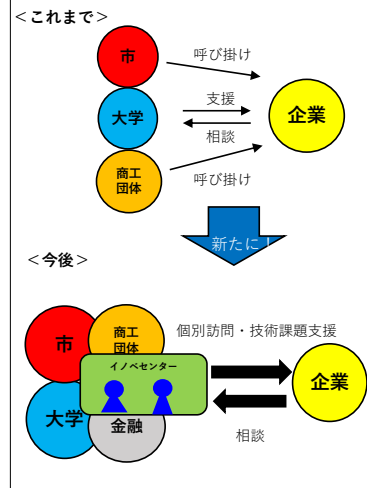 ＜これまで＞
市
呼び掛け
大学
支援
相談
企業
商工
団体
呼び掛け
新たに！
＜今後＞
市
商工
団体
イノベセンター
大学
金融
個別訪問・技術課題支援
企業
相談